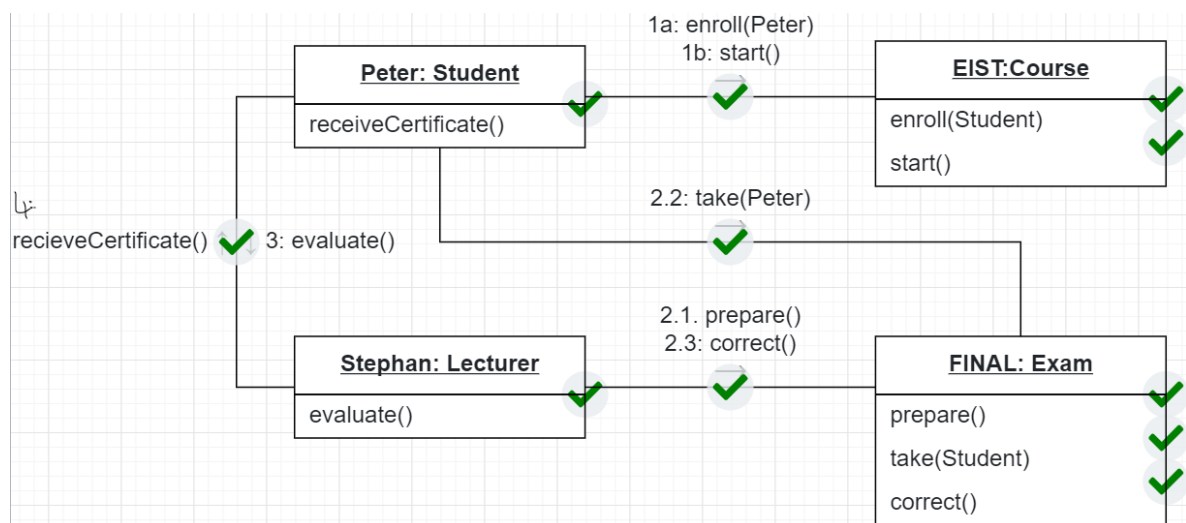 1a: enroll(Peter)
1b: start()
Peter: Student
receiveCertificate()
EIST:Course
enroll(Student)
start()
2.2: take(Peter)
4:
recieveCertificate()
3: evaluate()
2.1. prepare()
2.3: correct()
Stephan: Lecturer
evaluate()
FINAL: Exam
prepare()
take(Student)
correct()